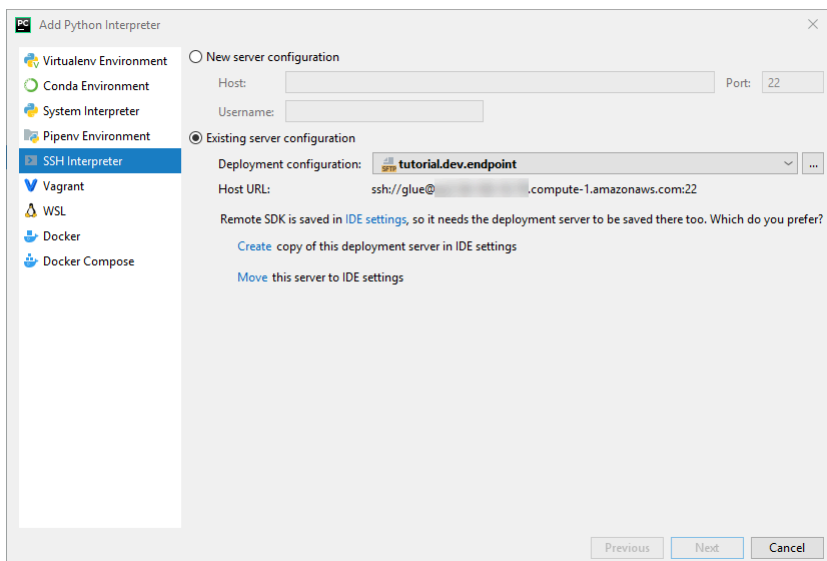 Add Python Interpreter
Virtualenv Environment
Conda Environment
System Interpreter
Pipenv Environment
SSH Interpreter
Vagrant
WSL
Docker
Docker Compose
New server configuration
Host:
Port: 22
Username:
Existing server configuration
Deployment configuration: SFTP tutorial.dev.endpoint ...
Host URL: ssh://glue@ .compute-1.amazonaws.com:22
Remote SDK is saved in IDE settings, so it needs the deployment server to be saved there too. Which do you prefer?
Create copy of this deployment server in IDE settings
Move this server to IDE settings
Previous Next Cancel